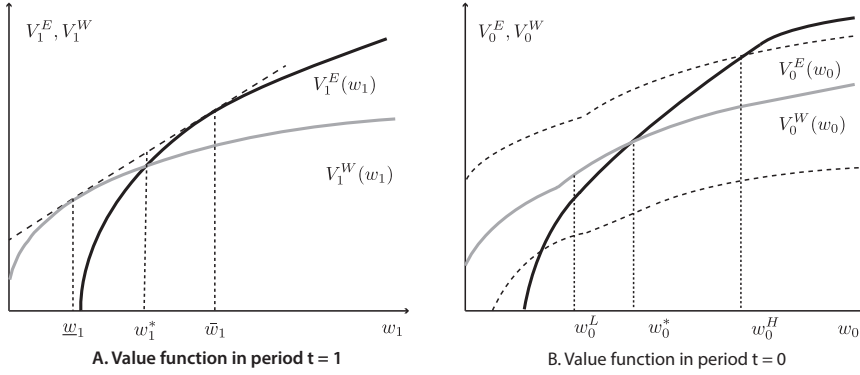 V_1^E, V_1^W
V_1^E(w_1)
V_1^W(w_1)
w̲_1 w_1^* w̄_1 w_1
A. Value function in period t = 1
V_0^E, V_0^W
V_0^E(w_0)
V_0^W(w_0)
w_0^L w_0^* w_0^H w_0
B. Value function in period t = 0